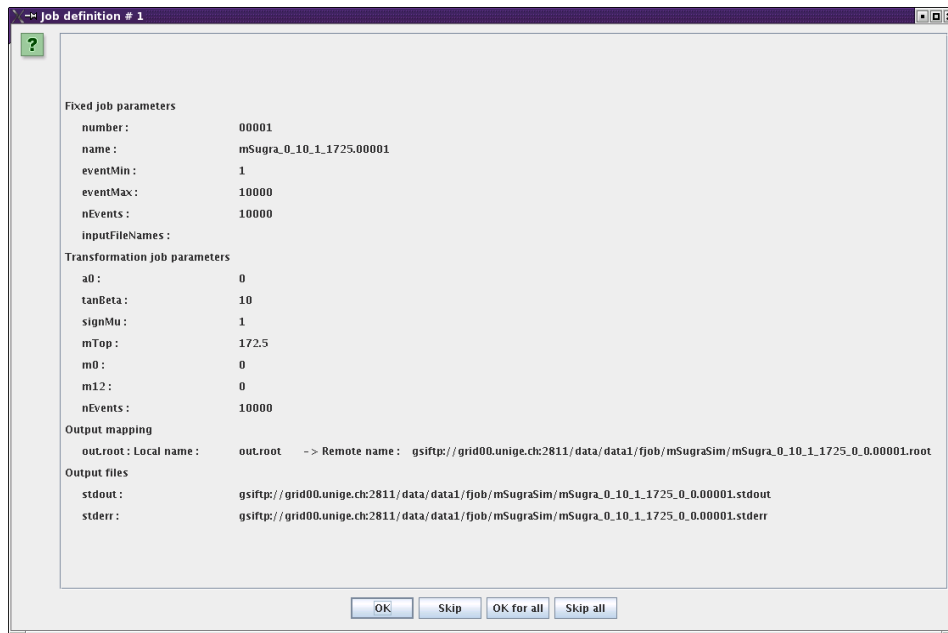 Job definition # 1
?
Fixed job parameters
number : 00001
name : mSugra_0_10_1_1725.00001
eventMin : 1
eventMax : 10000
nEvents : 10000
inputFileNames :
Transformation job parameters
a0 : 0
tanBeta : 10
signMu : 1
mTop : 172.5
m0 : 0
m12 : 0
nEvents : 10000
Output mapping
out.root : Local name : out.root -> Remote name : gsiftp://grid00.unige.ch:2811/data/data1/fjob/mSugraSim/mSugra_0_10_1_1725_0_0.00001.root
Output files
stdout : gsiftp://grid00.unige.ch:2811/data/data1/fjob/mSugraSim/mSugra_0_10_1_1725_0_0.00001.stdout
stderr : gsiftp://grid00.unige.ch:2811/data/data1/fjob/mSugraSim/mSugra_0_10_1_1725_0_0.00001.stderr
OK Skip OK for all Skip all